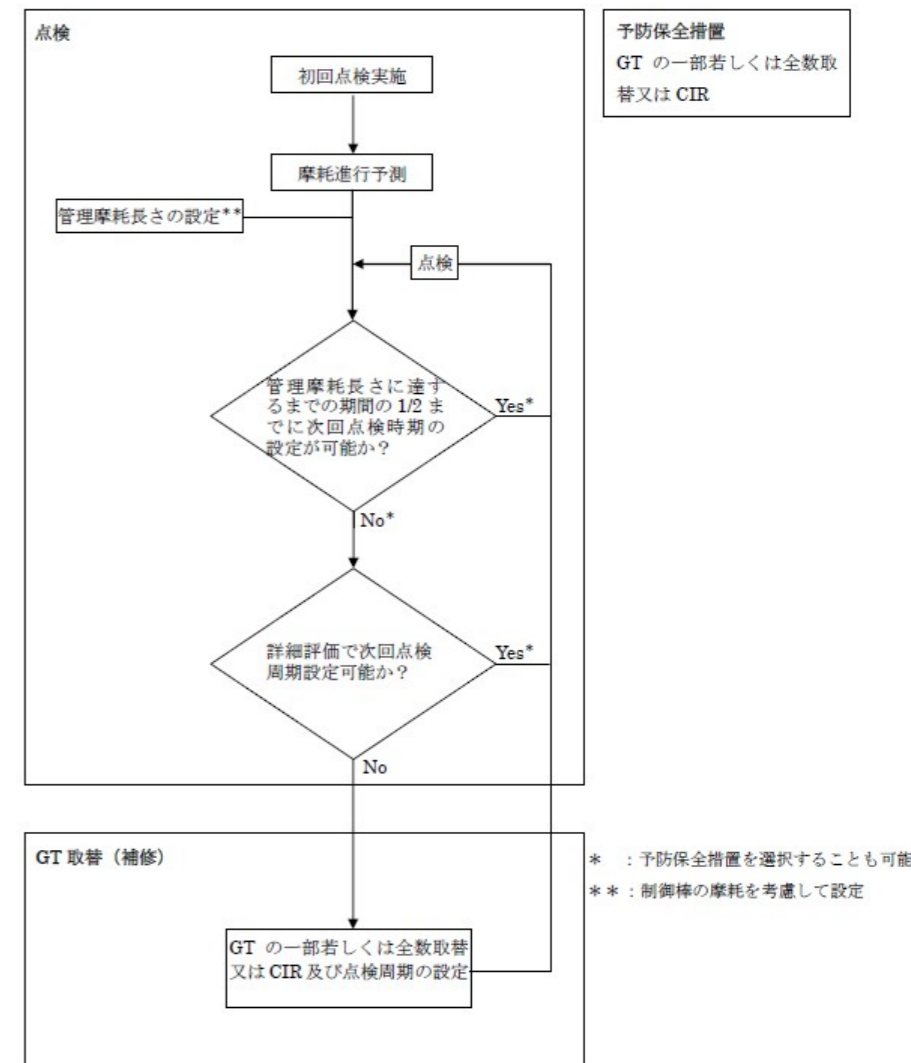 点検
予防保全措置
GT の一部若しくは全数取
替又は CIR
初回点検実施
摩耗進行予測
管理摩耗長さの設定**
点検
管理摩耗長さに達す
るまでの期間の 1/2 ま
でに次回点検時期の
設定が可能か？
Yes*
No*
詳細評価で次回点検
周期設定可能か？
Yes*
No
GT 取替（補修）
* ：予防保全措置を選択することも可能
**：制御棒の摩耗を考慮して設定
GT の一部若しくは全数取替
又は CIR 及び点検周期の設定